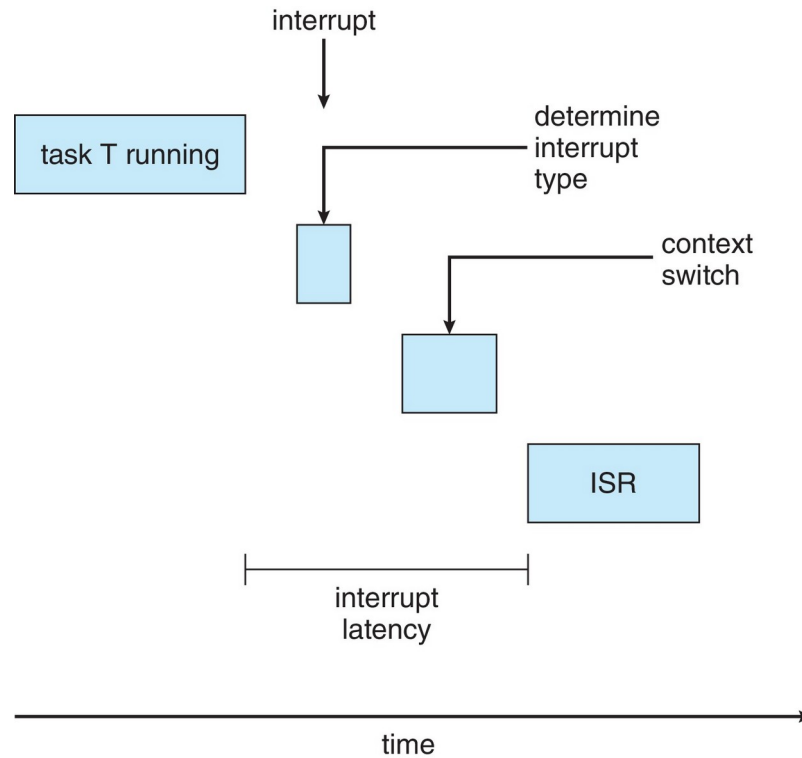 interrupt
task T running
determine
interrupt
type
context
switch
ISR
interrupt
latency
time